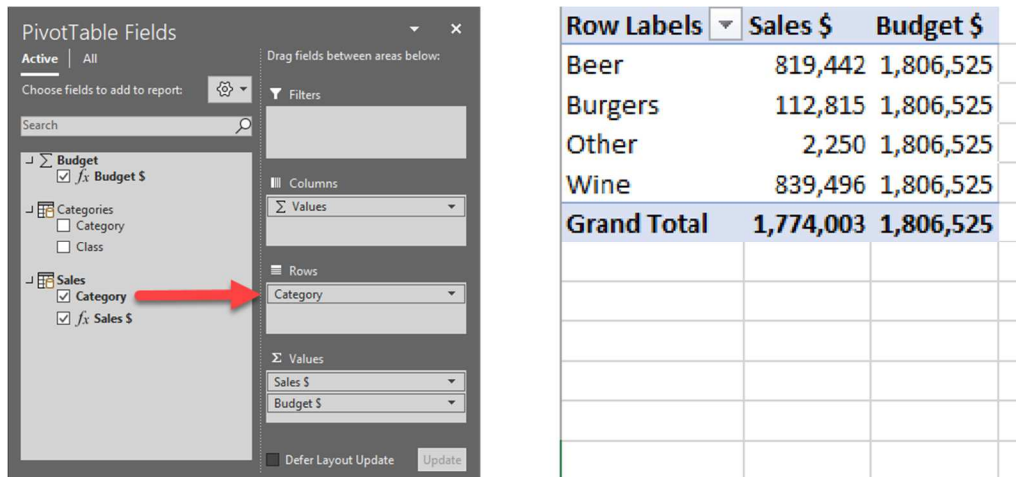 PivotTable Fields
Active | All
Choose fields to add to report:
Search
Σ Budget
fx Budget $
Categories
Category
Class
Sales
Category
fx Sales $
Drag fields between areas below:
Filters
Columns
Σ Values
Rows
Category
Σ Values
Sales $
Budget $
Defer Layout Update
Update
Row Labels Sales $ Budget $
Beer 819,442 1,806,525
Burgers 112,815 1,806,525
Other 2,250 1,806,525
Wine 839,496 1,806,525
Grand Total 1,774,003 1,806,525